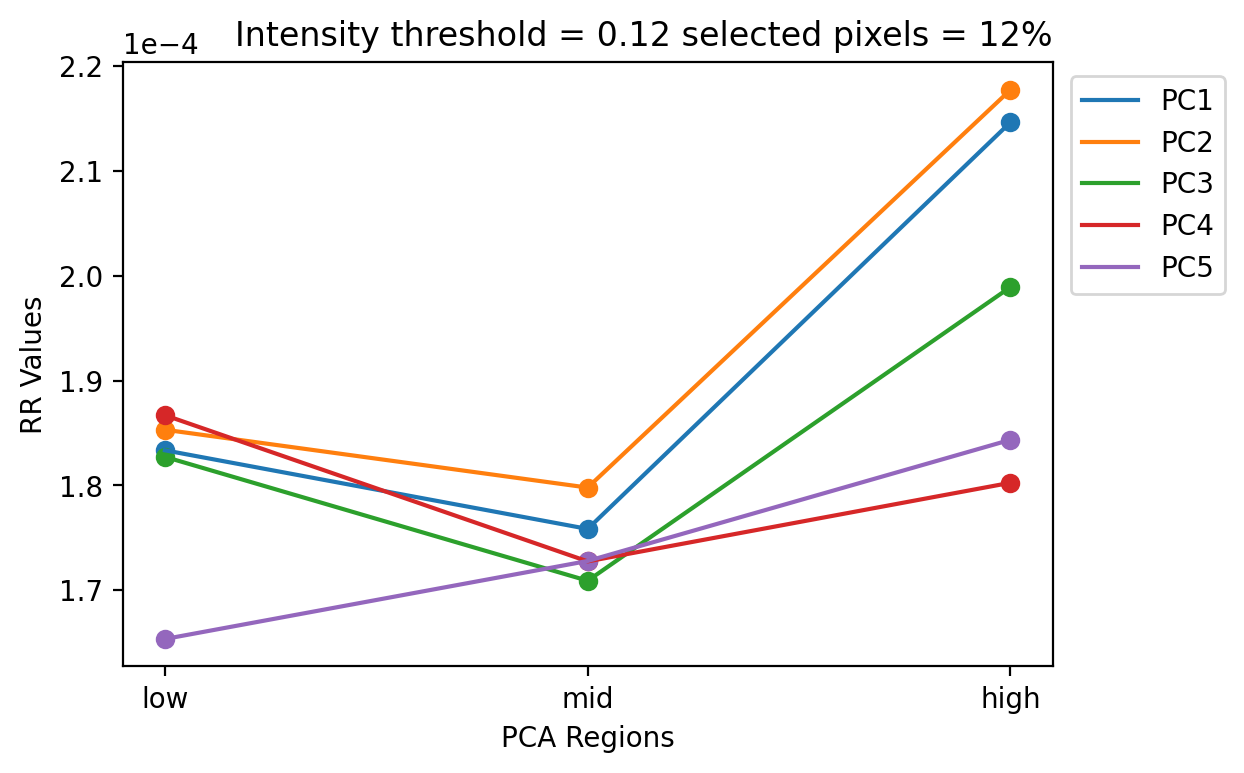 Intensity threshold = 0.12 selected pixels = 12%
1e−4
2.2
2.1
2.0
1.9
1.8
1.7
RR Values
low
mid
high
PCA Regions
PC1
PC2
PC3
PC4
PC5